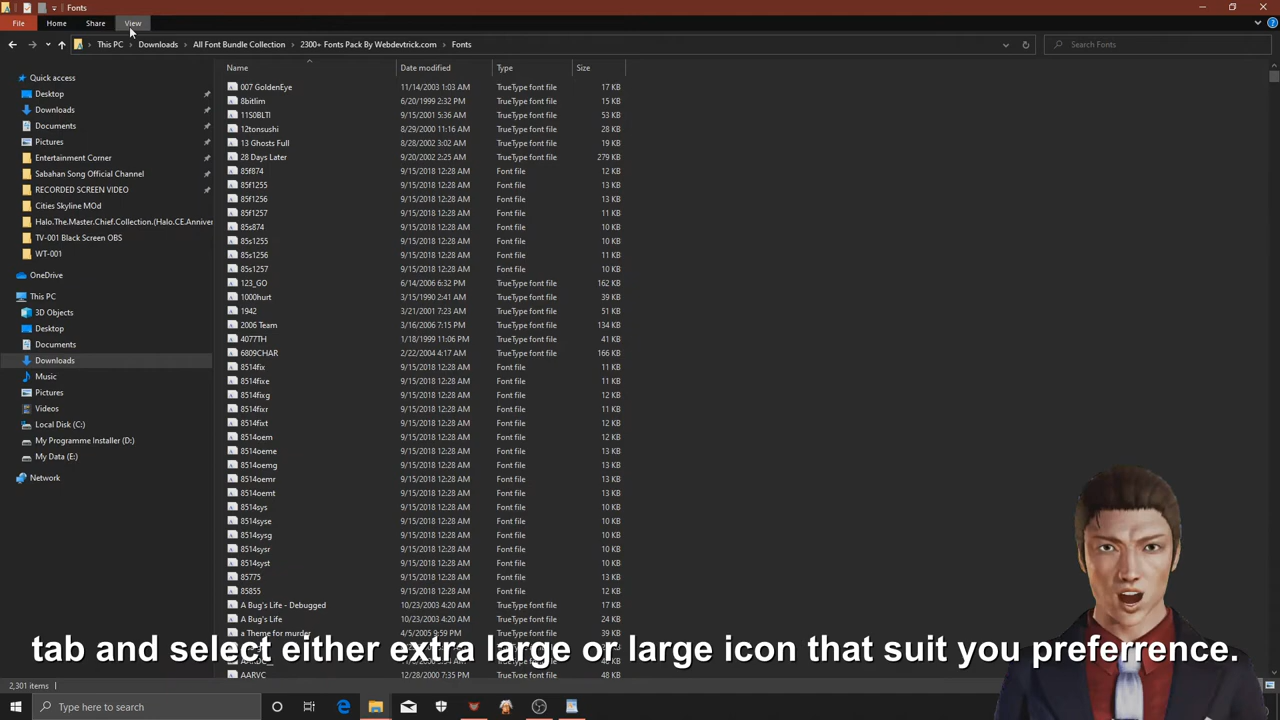 Fonts
File Home Share View
This PC Downloads All Font Bundle Collection 2300+ Fonts Pack By Webdevtrick.com Fonts Search Fonts
Name Date modified Type Size
Quick access
Desktop
Downloads
Documents
Pictures
Entertainment Corner
Sabahan Song Official Channel
RECORDED SCREEN VIDEO
Cities Skyline MOd
Halo.The.Master.Chief.Collection.(Halo.CE.Anniver
TV-001 Black Screen OBS
WT-001
OneDrive
This PC
3D Objects
Desktop
Documents
Downloads
Music
Pictures
Videos
Local Disk (C:)
My Programme Installer (D:)
My Data (E:)
Network
007 GoldenEye 11/14/2003 1:03 AM TrueType font file 17 KB
8bitlim 6/20/1999 2:32 PM TrueType font file 15 KB
11S0BLTI 9/15/2001 5:36 AM TrueType font file 53 KB
12tonsushi 8/29/2000 11:16 AM TrueType font file 28 KB
13 Ghosts Full 8/28/2002 3:02 AM TrueType font file 19 KB
28 Days Later 9/20/2002 2:25 AM TrueType font file 279 KB
85f874 9/15/2018 12:28 AM Font file 12 KB
85f1255 9/15/2018 12:28 AM Font file 13 KB
85f1256 9/15/2018 12:28 AM Font file 13 KB
85f1257 9/15/2018 12:28 AM Font file 11 KB
85s874 9/15/2018 12:28 AM Font file 10 KB
85s1255 9/15/2018 12:28 AM Font file 10 KB
85s1256 9/15/2018 12:28 AM Font file 11 KB
85s1257 9/15/2018 12:28 AM Font file 10 KB
123_GO 6/14/2006 6:32 PM TrueType font file 162 KB
1000hurt 3/15/1990 2:41 AM TrueType font file 39 KB
1942 3/21/2001 7:23 AM TrueType font file 51 KB
2006 Team 3/16/2006 7:15 PM TrueType font file 134 KB
4077TH 1/18/1999 11:06 PM TrueType font file 41 KB
6809CHAR 2/22/2004 4:17 AM TrueType font file 166 KB
8514fix 9/15/2018 12:28 AM Font file 11 KB
8514fixe 9/15/2018 12:28 AM Font file 11 KB
8514fixg 9/15/2018 12:28 AM Font file 12 KB
8514fixr 9/15/2018 12:28 AM Font file 11 KB
8514fixt 9/15/2018 12:28 AM Font file 12 KB
8514oem 9/15/2018 12:28 AM Font file 12 KB
8514oeme 9/15/2018 12:28 AM Font file 13 KB
8514oemg 9/15/2018 12:28 AM Font file 13 KB
8514oemr 9/15/2018 12:28 AM Font file 13 KB
8514oemt 9/15/2018 12:28 AM Font file 13 KB
8514sys 9/15/2018 12:28 AM Font file 10 KB
8514syse 9/15/2018 12:28 AM Font file 10 KB
8514sysg 9/15/2018 12:28 AM Font file 10 KB
8514sysr 9/15/2018 12:28 AM Font file 10 KB
8514syst 9/15/2018 12:28 AM Font file 10 KB
85775 9/15/2018 12:28 AM Font file 12 KB
85855 9/15/2018 12:28 AM Font file 12 KB
A Bug's Life - Debugged 10/23/2003 4:20 AM TrueType font file 17 KB
A Bug's Life 10/23/2003 4:20 AM TrueType font file 18 KB
a Theme for murder 4/5/2005 9:59 PM TrueType font file
AARVC 12/28/2000 7:35 PM TrueType font file 48 KB
tab and select either extra large or large icon that suit you preferrence.
2,301 items
Type here to search